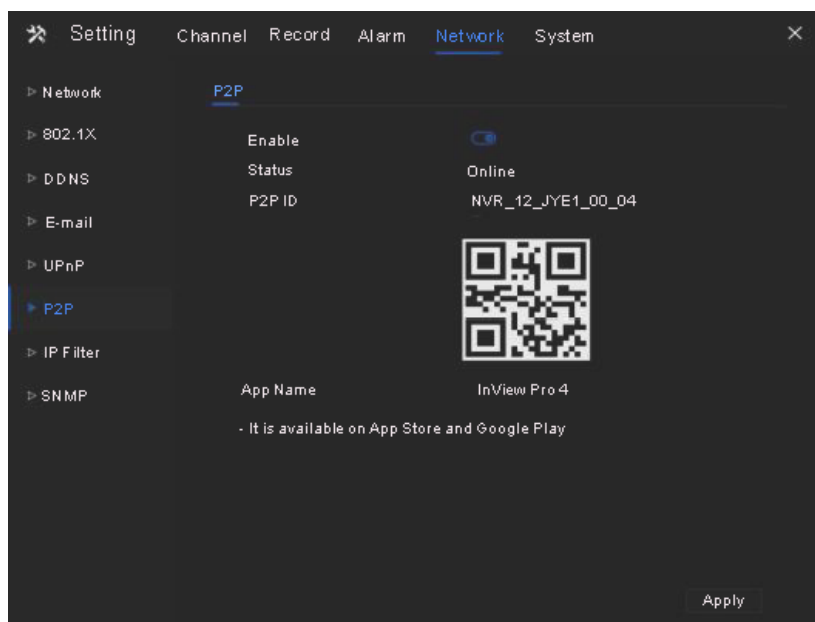 Setting Channel Record Alarm Network System
Network
802.1X
DDNS
E-mail
UPnP
P2P
IP Filter
SNMP
P2P
Enable
Status Online
P2P ID NVR_12_JYE1_00_04
App Name InView Pro 4
- It is available on App Store and Google Play
Apply